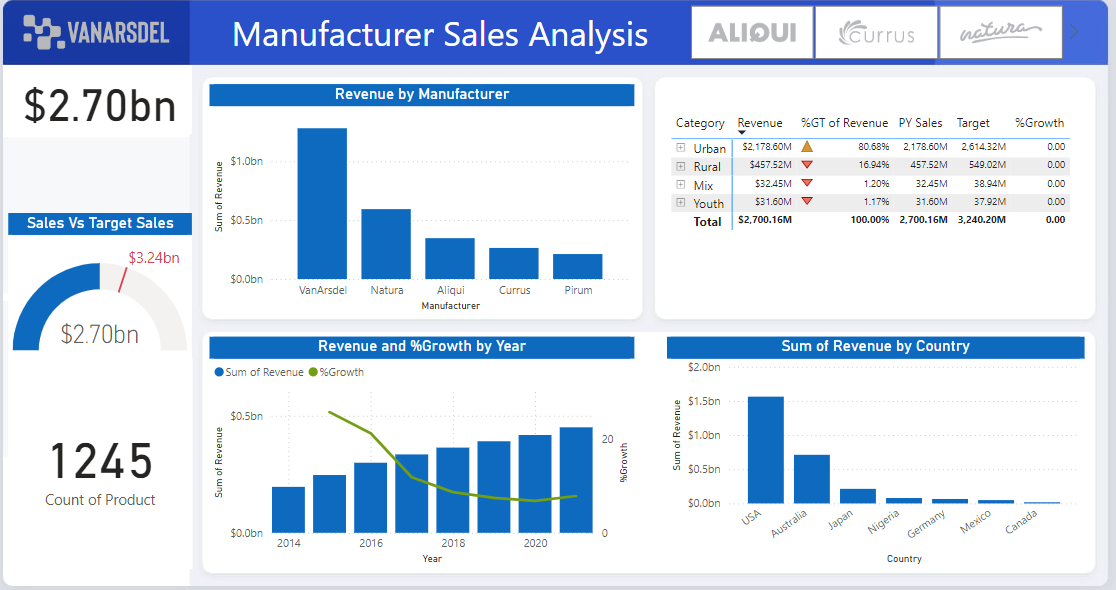 VANARSDEL
Manufacturer Sales Analysis
ALIQUI
currus
natura
$2.70bn
Sales Vs Target Sales
$3.24bn
$2.70bn
1245
Count of Product
Revenue by Manufacturer
Sum of Revenue
$1.0bn
$0.5bn
$0.0bn
VanArsdel Natura Aliqui Currus Pirum
Manufacturer
Category Revenue %GT of Revenue PY Sales Target %Growth
Urban $2,178.60M 80.68% 2,178.60M 2,614.32M 0.00
Rural $457.52M 16.94% 457.52M 549.02M 0.00
Mix $32.45M 1.20% 32.45M 38.94M 0.00
Youth $31.60M 1.17% 31.60M 37.92M 0.00
Total $2,700.16M 100.00% 2,700.16M 3,240.20M 0.00
Revenue and %Growth by Year
Sum of Revenue %Growth
Sum of Revenue
$0.5bn
$0.0bn
20
0
%Growth
2014 2016 2018 2020
Year
Sum of Revenue by Country
Sum of Revenue
$2.0bn
$1.5bn
$1.0bn
$0.5bn
$0.0bn
USA Australia Japan Nigeria Germany Mexico Canada
Country